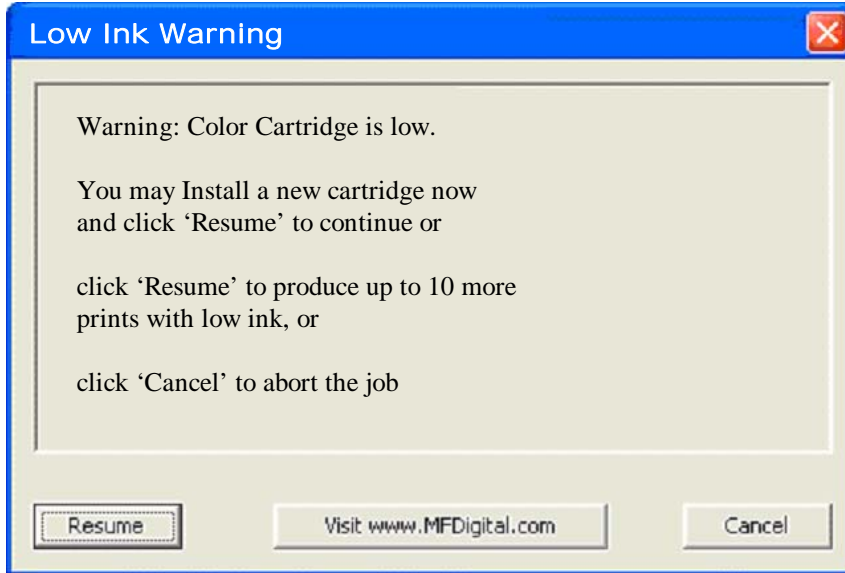 Low Ink Warning
Warning: Color Cartridge is low.
You may Install a new cartridge now
and click ‘Resume’ to continue or
click ‘Resume’ to produce up to 10 more
prints with low ink, or
click ‘Cancel’ to abort the job
Resume
Visit www.MFDigital.com
Cancel